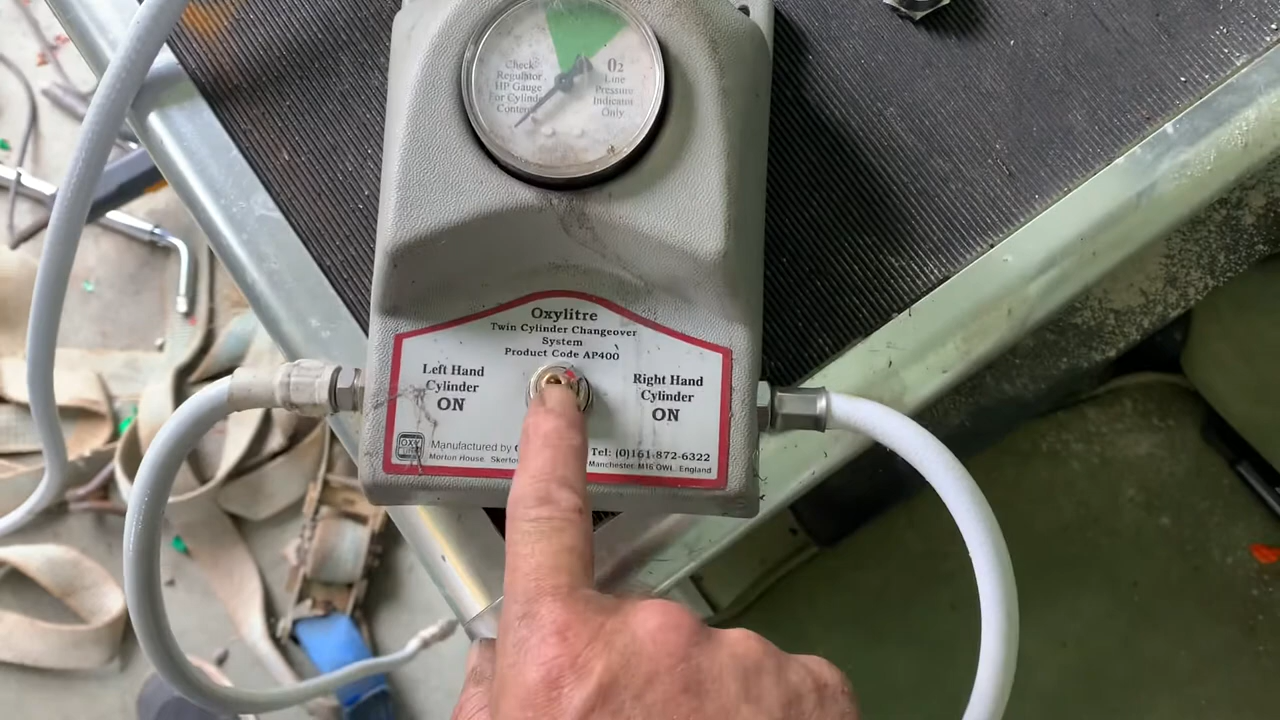 Check
Regulator
HP Gauge
For Cylinder
Contents
O2
Line
Pressure
Indicator
Only
Oxylitre
Twin Cylinder Changeover
System
Product Code AP400
Left Hand
Cylinder
ON
Right Hand
Cylinder
ON
OXY
Manufactured by
Tel: (0)161-872-6322
Morton House.
Manchester. M16 OWL. England